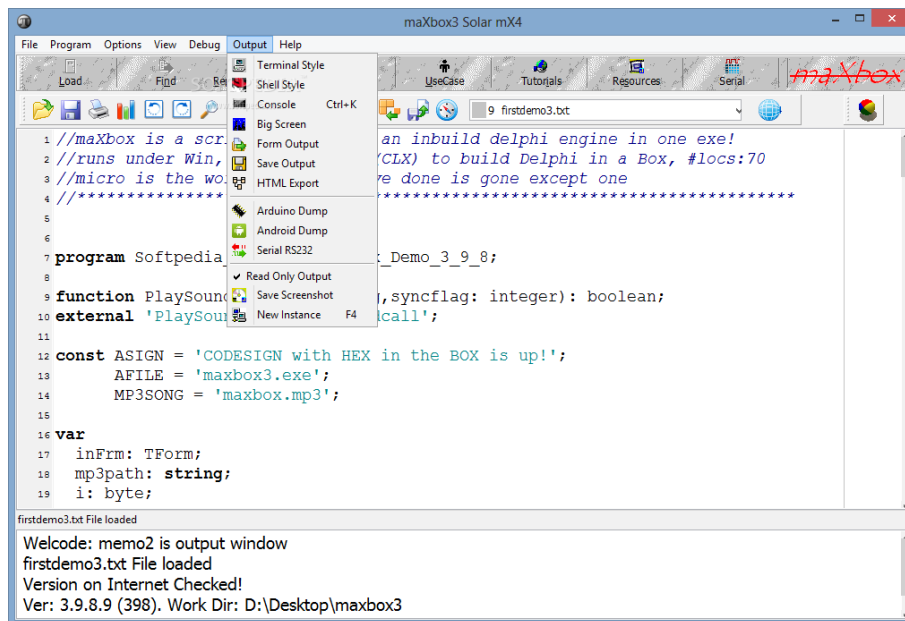 maXbox3 Solar mX4
File Program Options View Debug Output Help
Load Find UseCase Tutorials Resources Serial maXbox
9 firstdemo3.txt
Terminal Style
Shell Style
Console Ctrl+K
Big Screen
Form Output
Save Output
HTML Export
Arduino Dump
Android Dump
Serial RS232
Read Only Output
Save Screenshot
New Instance F4
1 //maXbox is a scr an inbuild delphi engine in one exe!
2 //runs under Win, (CLX) to build Delphi in a Box, #locs:70
3 //micro is the wo ve done is gone except one
4 //****************************************************************************
5
6
7 program Softpedia_ _Demo_3_9_8;
8
9 function PlaySound ,syncflag: integer): boolean;
10 external 'PlaySou dcall';
11
12 const ASIGN = 'CODESIGN with HEX in the BOX is up!';
13 AFILE = 'maxbox3.exe';
14 MP3SONG = 'maxbox.mp3';
15
16 var
17 inFrm: TForm;
18 mp3path: string;
19 i: byte;
firstdemo3.txt File loaded
Welcode: memo2 is output window
firstdemo3.txt File loaded
Version on Internet Checked!
Ver: 3.9.8.9 (398). Work Dir: D:\Desktop\maxbox3